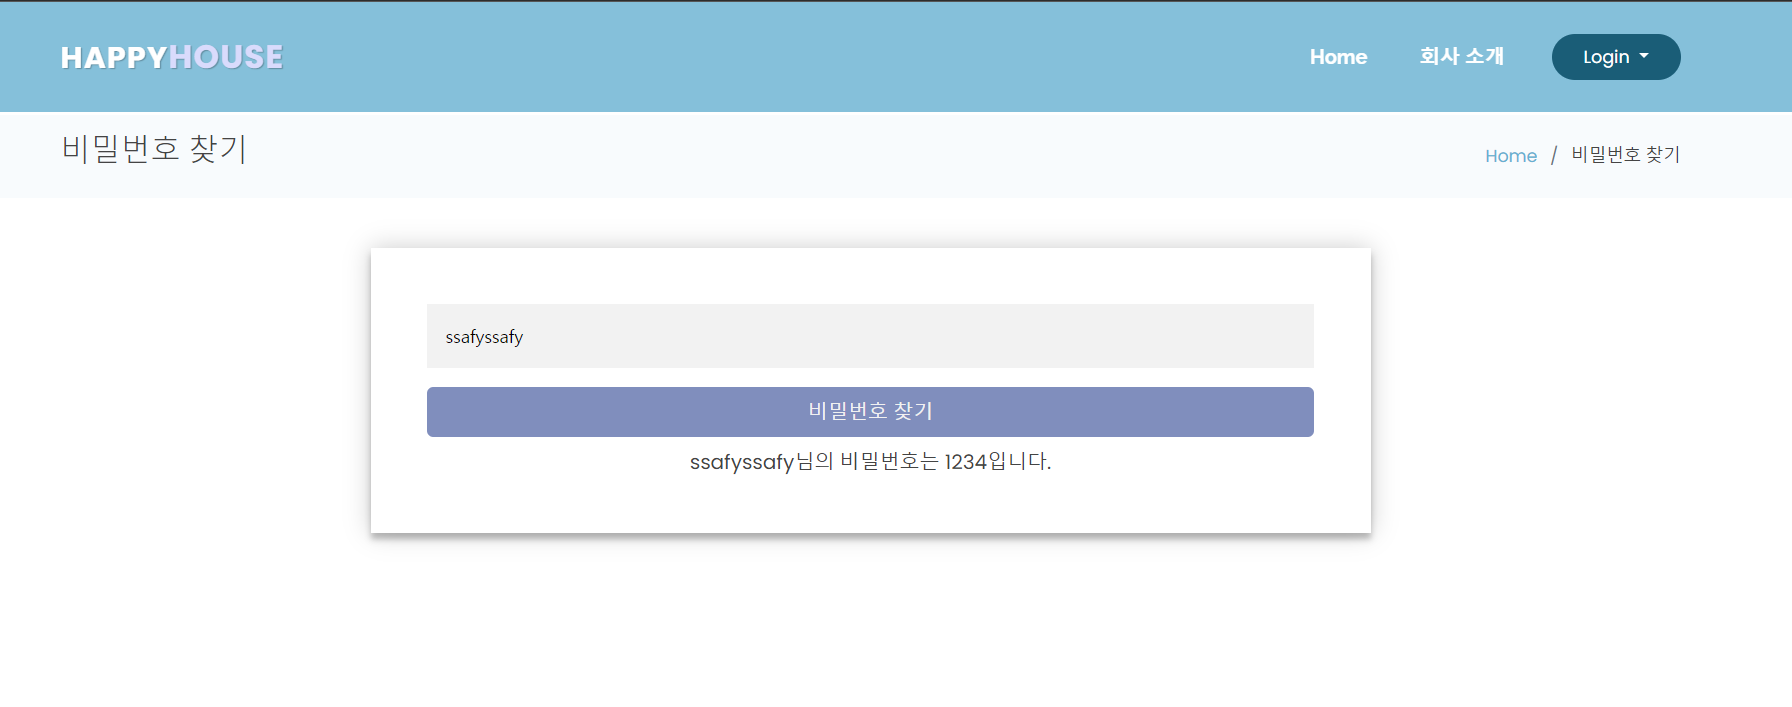 HAPPYHOUSE
Home 회사 소개 Login
비밀번호 찾기
Home / 비밀번호 찾기
ssafyssafy
비밀번호 찾기
ssafyssafy님의 비밀번호는 1234입니다.